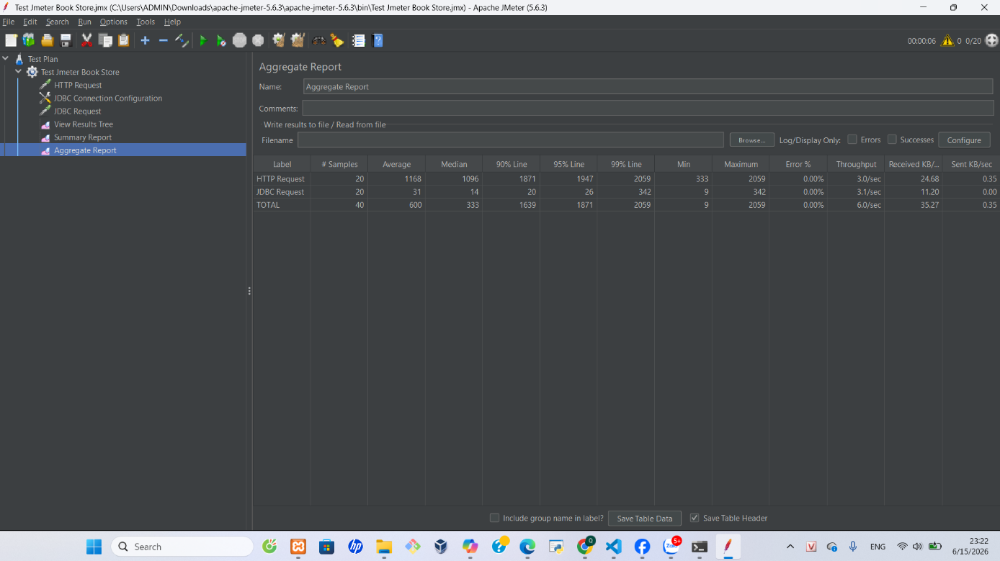 Test Jmeter Book Store.jmx (C:\Users\ADMIN\Downloads\apache-jmeter-5.6.3\apache-jmeter-5.6.3\bin\Test Jmeter Book Store.jmx) - Apache JMeter (5.6.3)
File Edit Search Run Options Tools Help
00:00:06 0 0/20
Test Plan
Test Jmeter Book Store
HTTP Request
JDBC Connection Configuration
JDBC Request
View Results Tree
Summary Report
Aggregate Report
Aggregate Report
Name: Aggregate Report
Comments:
Write results to file / Read from file
Filename Browse... Log/Display Only: Errors Successes Configure
Label # Samples Average Median 90% Line 95% Line 99% Line Min Maximum Error % Throughput Received KB/... Sent KB/sec
HTTP Request 20 1168 1096 1871 1947 2059 333 2059 0.00% 3.0/sec 24.68 0.35
JDBC Request 20 31 14 20 26 342 9 342 0.00% 3.1/sec 11.20 0.00
TOTAL 40 600 333 1639 1871 2059 9 2059 0.00% 6.0/sec 35.27 0.35
Include group name in label? Save Table Data Save Table Header
Search
hp
Q
Zalo
5+
V
ENG
23:22
6/15/2026